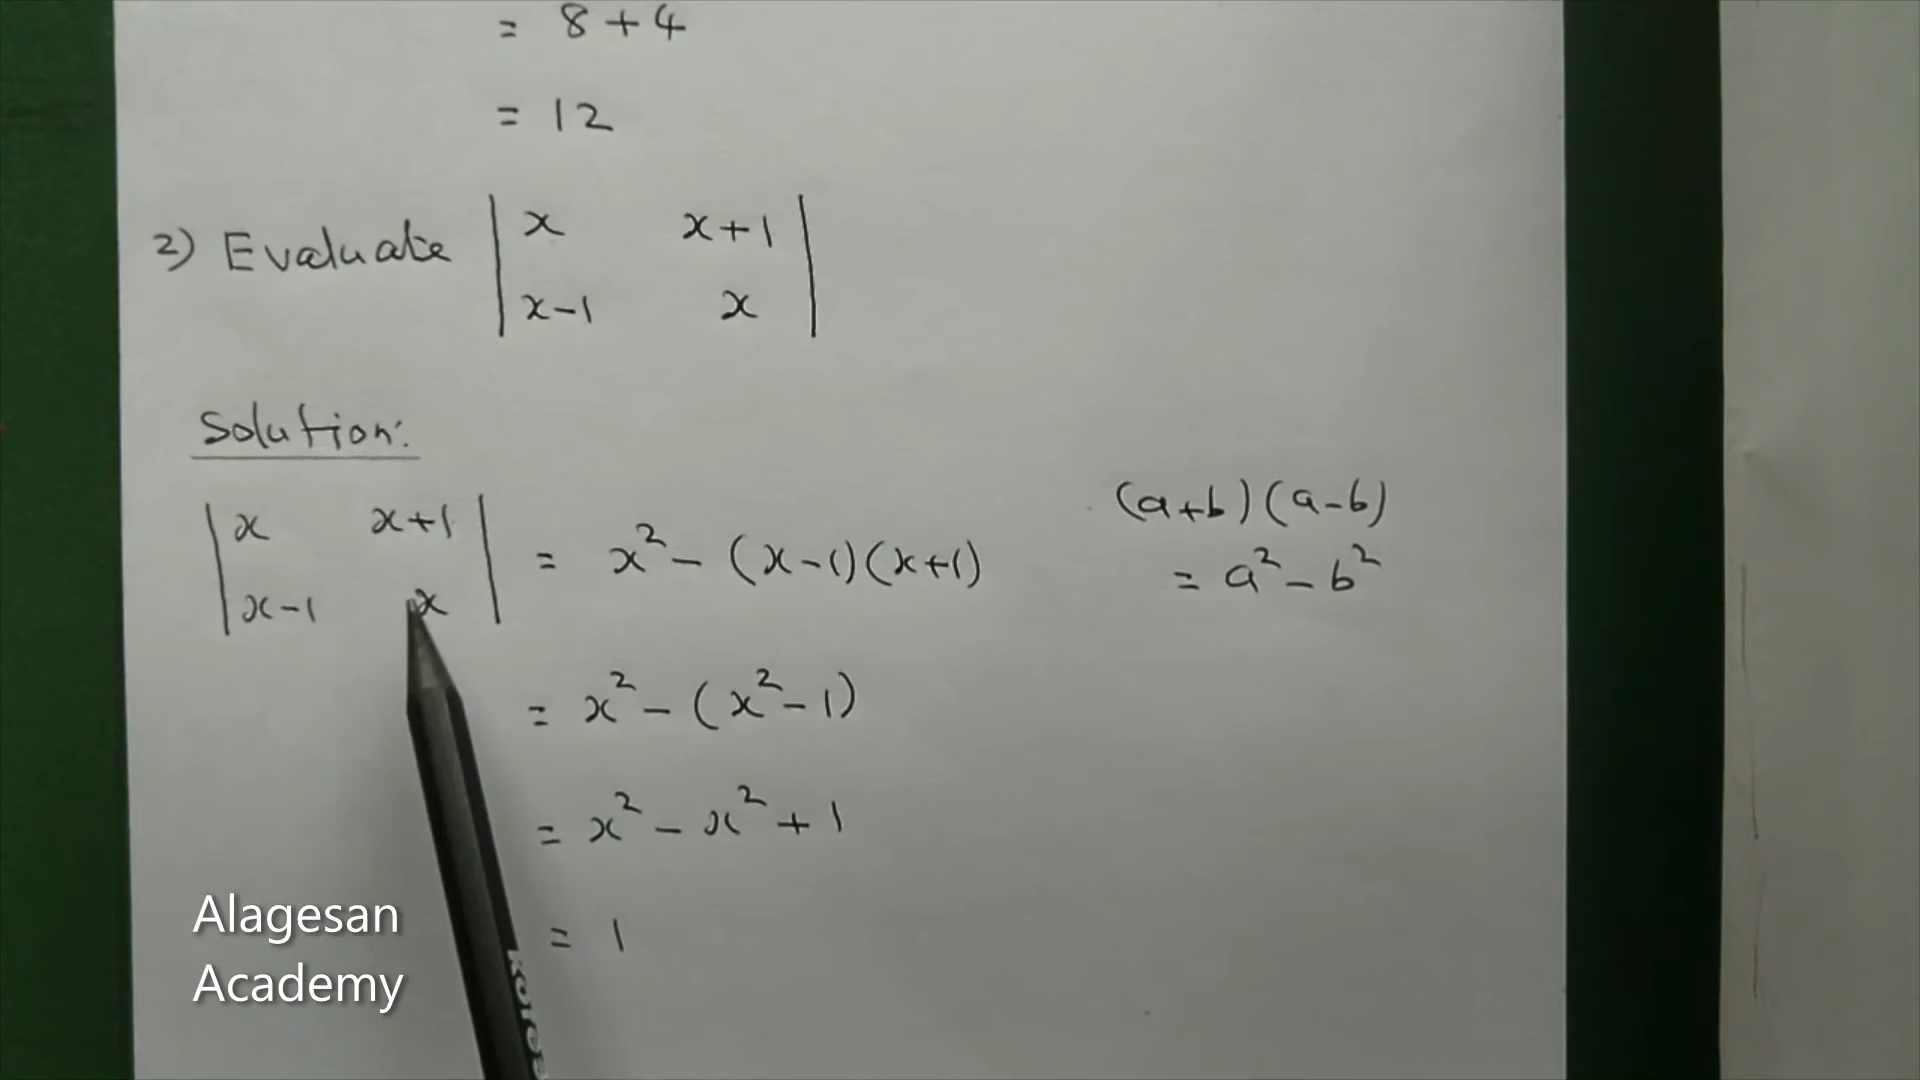 = 8 + 4
= 12
2) Evaluate | x x+1 |
| x-1 x |
Solution:
| x x+1 | = x² - (x-1)(x+1)
| x-1 x |
(a+b)(a-b)
= a² - b²
= x² - (x² - 1)
= x² - x² + 1
= 1
Alagesan
Academy
kores